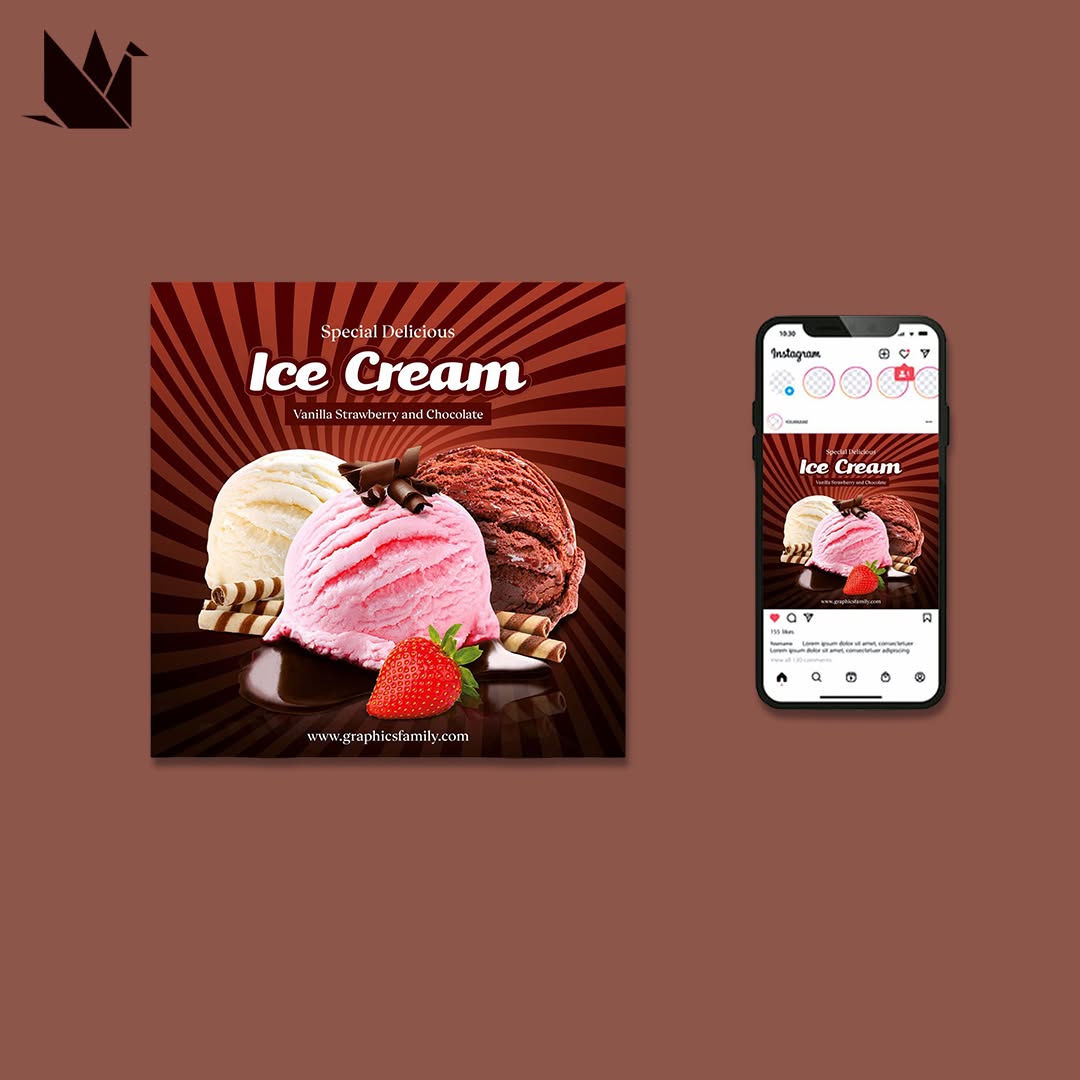 Special Delicious
Ice Cream
Vanilla Strawberry and Chocolate
www.graphicsfamily.com
10:30
Instagram
1
Special Delicious
Ice Cream
Vanilla Strawberry and Chocolate
www.graphicsfamily.com
155 likes
Lorem ipsum dolor sit amet, consectetuer
Lorem ipsum dolor sit amet, consectetuer adipiscing
View all 130 comments